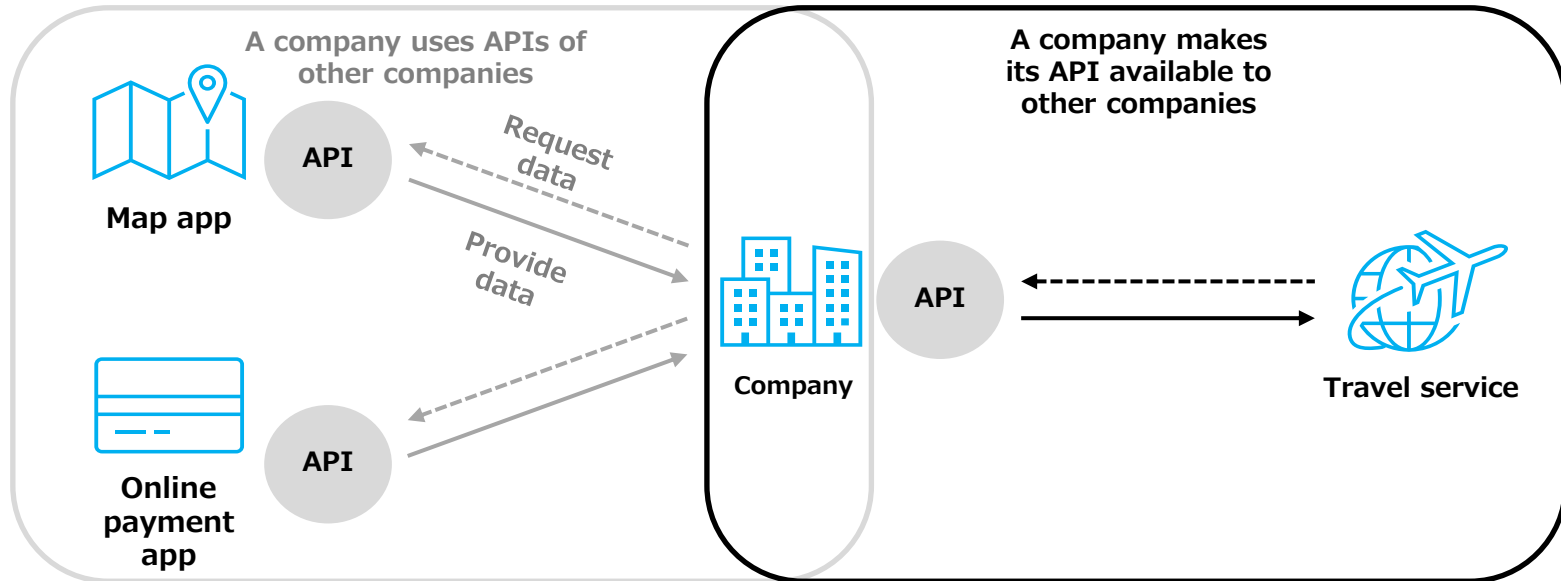 A company uses APIs of
other companies
A company makes
its API available to
other companies
API
Request
data
Map app
Provide
data
API
Company
Travel service
API
Online
payment
app